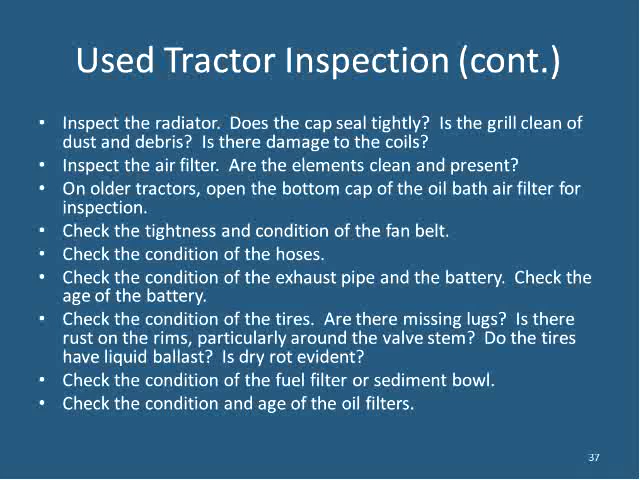 Used Tractor Inspection (cont.)
• Inspect the radiator.  Does the cap seal tightly?  Is the grill clean of
dust and debris?  Is there damage to the coils?
• Inspect the air filter.  Are the elements clean and present?
• On older tractors, open the bottom cap of the oil bath air filter for
inspection.
• Check the tightness and condition of the fan belt.
• Check the condition of the hoses.
• Check the condition of the exhaust pipe and the battery.  Check the
age of the battery.
• Check the condition of the tires.  Are there missing lugs?  Is there
rust on the rims, particularly around the valve stem?  Do the tires
have liquid ballast?  Is dry rot evident?
• Check the condition of the fuel filter or sediment bowl.
• Check the condition and age of the oil filters.
37